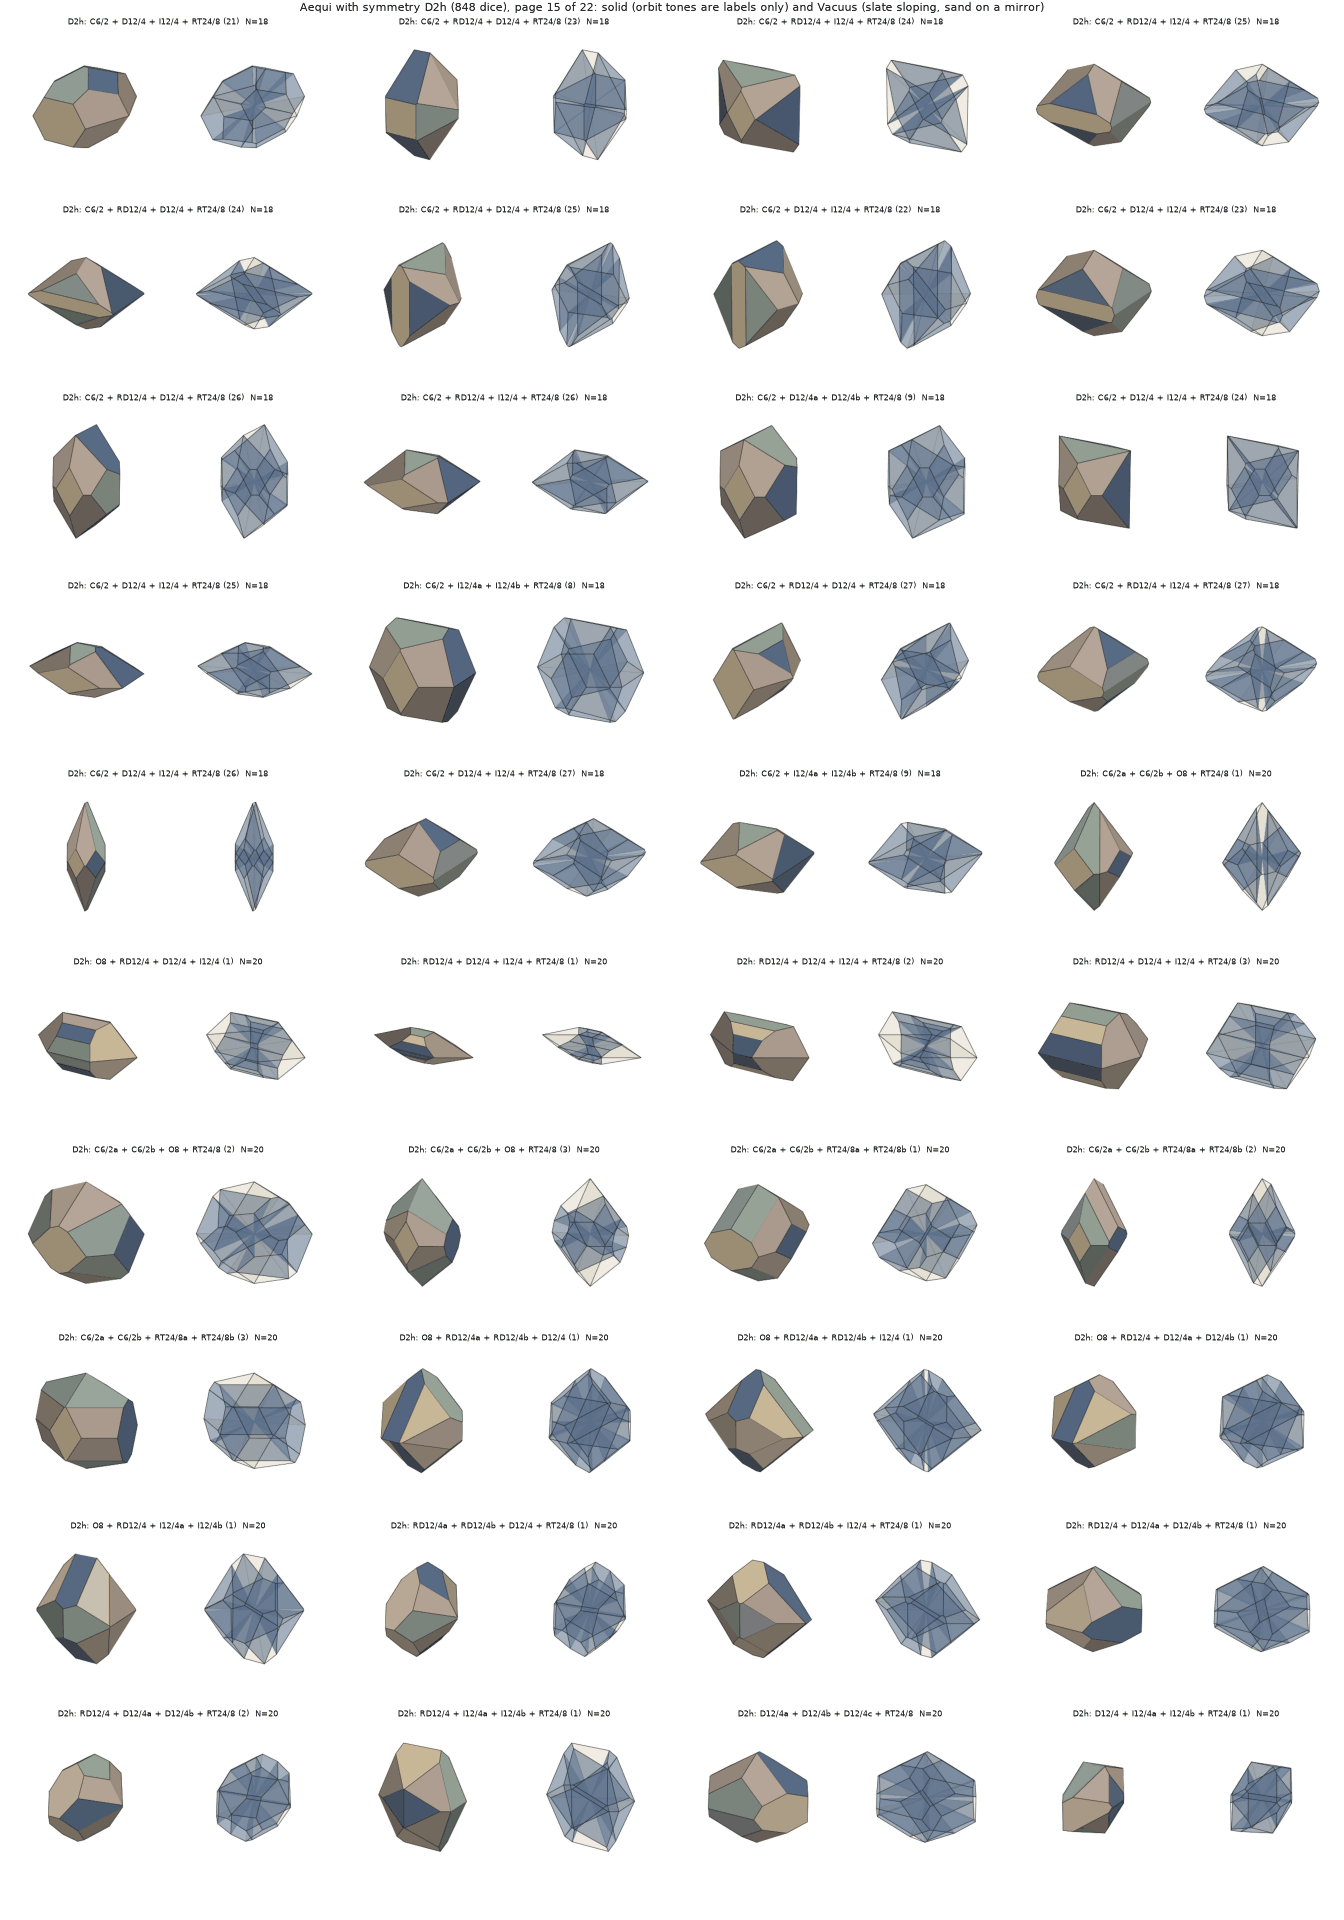 Aequi with symmetry D2h (848 dice), page 15 of 22: solid (orbit tones are labels only) and Vacuus (slate sloping, sand on a mirror)
D2h: C6/2 + RD12/4 + I12/4 + RT24/8 (21)  N=18
D2h: C6/2 + RD12/4 + D12/4 + RT24/8 (23)  N=18
D2h: C6/2 + RD12/4 + I12/4 + RT24/8 (24)  N=18
D2h: C6/2 + RD12/4 + I12/4 + RT24/8 (25)  N=18
D2h: C6/2 + RD12/4 + D12/4 + RT24/8 (24)  N=18
D2h: C6/2 + RD12/4 + D12/4 + RT24/8 (25)  N=18
D2h: C6/2 + D12/4 + I12/4 + RT24/8 (22)  N=18
D2h: C6/2 + D12/4 + I12/4 + RT24/8 (23)  N=18
D2h: C6/2 + RD12/4 + D12/4 + RT24/8 (26)  N=18
D2h: C6/2 + RD12/4 + I12/4 + RT24/8 (26)  N=18
D2h: C6/2 + D12/4a + D12/4b + RT24/8 (9)  N=18
D2h: C6/2 + D12/4 + I12/4 + RT24/8 (24)  N=18
D2h: C6/2 + D12/4 + I12/4 + RT24/8 (25)  N=18
D2h: C6/2 + I12/4a + I12/4b + RT24/8 (8)  N=18
D2h: C6/2 + RD12/4 + D12/4 + RT24/8 (27)  N=18
D2h: C6/2 + RD12/4 + I12/4 + RT24/8 (27)  N=18
D2h: C6/2 + D12/4 + I12/4 + RT24/8 (26)  N=18
D2h: C6/2 + D12/4 + I12/4 + RT24/8 (27)  N=18
D2h: C6/2 + I12/4a + I12/4b + RT24/8 (9)  N=18
D2h: C6/2a + C6/2b + O8 + RT24/8 (1)  N=20
D2h: O8 + RD12/4 + D12/4 + I12/4 (1)  N=20
D2h: RD12/4 + D12/4 + I12/4 + RT24/8 (1)  N=20
D2h: RD12/4 + D12/4 + I12/4 + RT24/8 (2)  N=20
D2h: RD12/4 + D12/4 + I12/4 + RT24/8 (3)  N=20
D2h: C6/2a + C6/2b + O8 + RT24/8 (2)  N=20
D2h: C6/2a + C6/2b + O8 + RT24/8 (3)  N=20
D2h: C6/2a + C6/2b + RT24/8a + RT24/8b (1)  N=20
D2h: C6/2a + C6/2b + RT24/8a + RT24/8b (2)  N=20
D2h: C6/2a + C6/2b + RT24/8a + RT24/8b (3)  N=20
D2h: O8 + RD12/4a + RD12/4b + D12/4 (1)  N=20
D2h: O8 + RD12/4a + RD12/4b + I12/4 (1)  N=20
D2h: O8 + RD12/4 + D12/4a + D12/4b (1)  N=20
D2h: O8 + RD12/4 + I12/4a + I12/4b (1)  N=20
D2h: RD12/4a + RD12/4b + D12/4 + RT24/8 (1)  N=20
D2h: RD12/4a + RD12/4b + I12/4 + RT24/8 (1)  N=20
D2h: RD12/4 + D12/4a + D12/4b + RT24/8 (1)  N=20
D2h: RD12/4 + D12/4a + D12/4b + RT24/8 (2)  N=20
D2h: RD12/4 + I12/4a + I12/4b + RT24/8 (1)  N=20
D2h: D12/4a + D12/4b + D12/4c + RT24/8  N=20
D2h: D12/4 + I12/4a + I12/4b + RT24/8 (1)  N=20